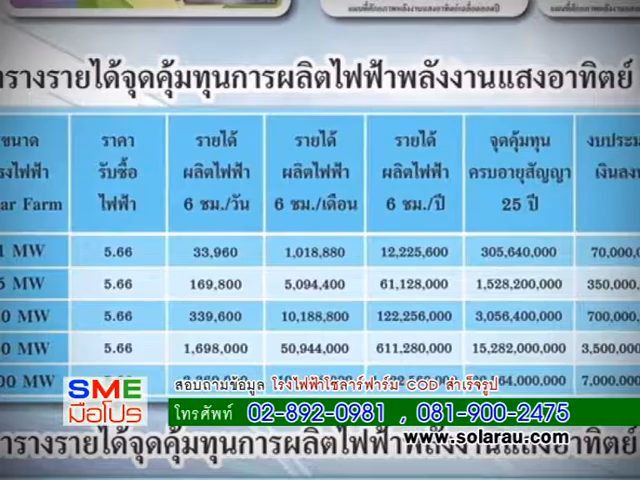 ตารางรายได้จุดคุ้มทุนการผลิตไฟฟ้าพลังงานแสงอาทิตย์
ขนาด โรงไฟฟ้า Solar Farm
ราคา รับซื้อ ไฟฟ้า
รายได้ ผลิตไฟฟ้า 6 ชม./วัน
รายได้ ผลิตไฟฟ้า 6 ชม./เดือน
รายได้ ผลิตไฟฟ้า 6 ชม./ปี
จุดคุ้มทุน ครบอายุสัญญา 25 ปี
MW 5.66 33,960 1,018,880 12,225,600 305,640,000
MW 5.66 169,800 5,094,400 61,128,000 1,528,200,000
MW 5.66 339,600 10,188,800 122,256,000 3,056,400,000
MW 5.66 1,698,000 50,944,000 611,280,000 15,282,000,000
MW 5.66
SME มือโปร
สอบถามข้อมูล โรงไฟฟ้าโซลาร์ฟาร์ม COD สำเร็จรูป
โทรศัพท์ 02-892-0981 , 081-900-2475
www.solarau.com